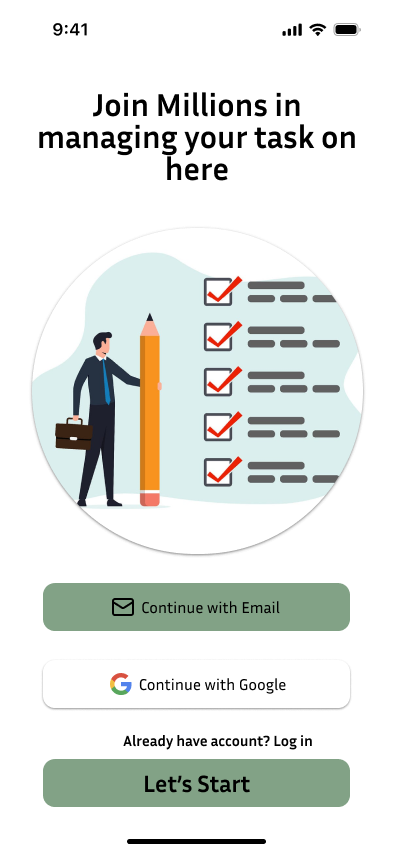 9:41
Join Millions in
managing your task on
here
Continue with Email
Continue with Google
Already have account? Log in
Let's Start